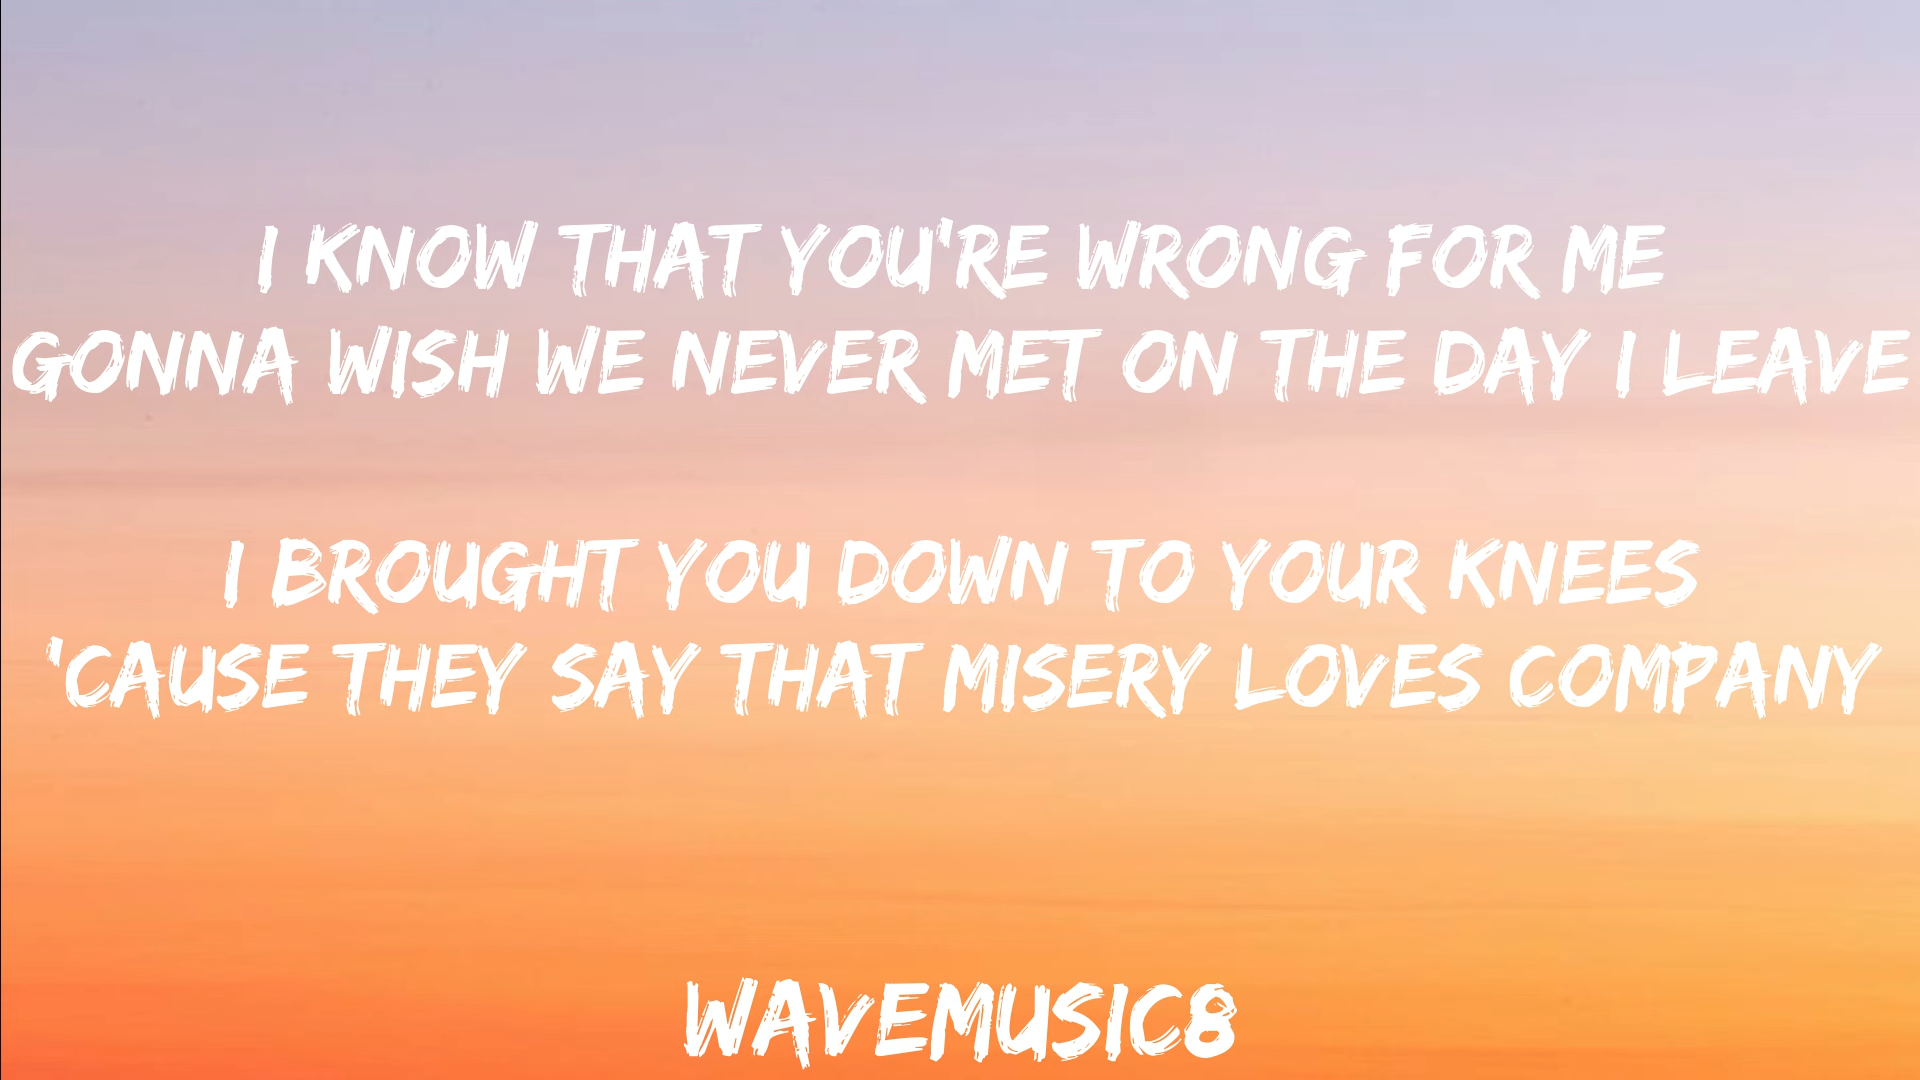 I KNOW THAT YOU'RE WRONG FOR ME
GONNA WISH WE NEVER MET ON THE DAY I LEAVE
I BROUGHT YOU DOWN TO YOUR KNEES
'CAUSE THEY SAY THAT MISERY LOVES COMPANY
WAVEMUSIC8